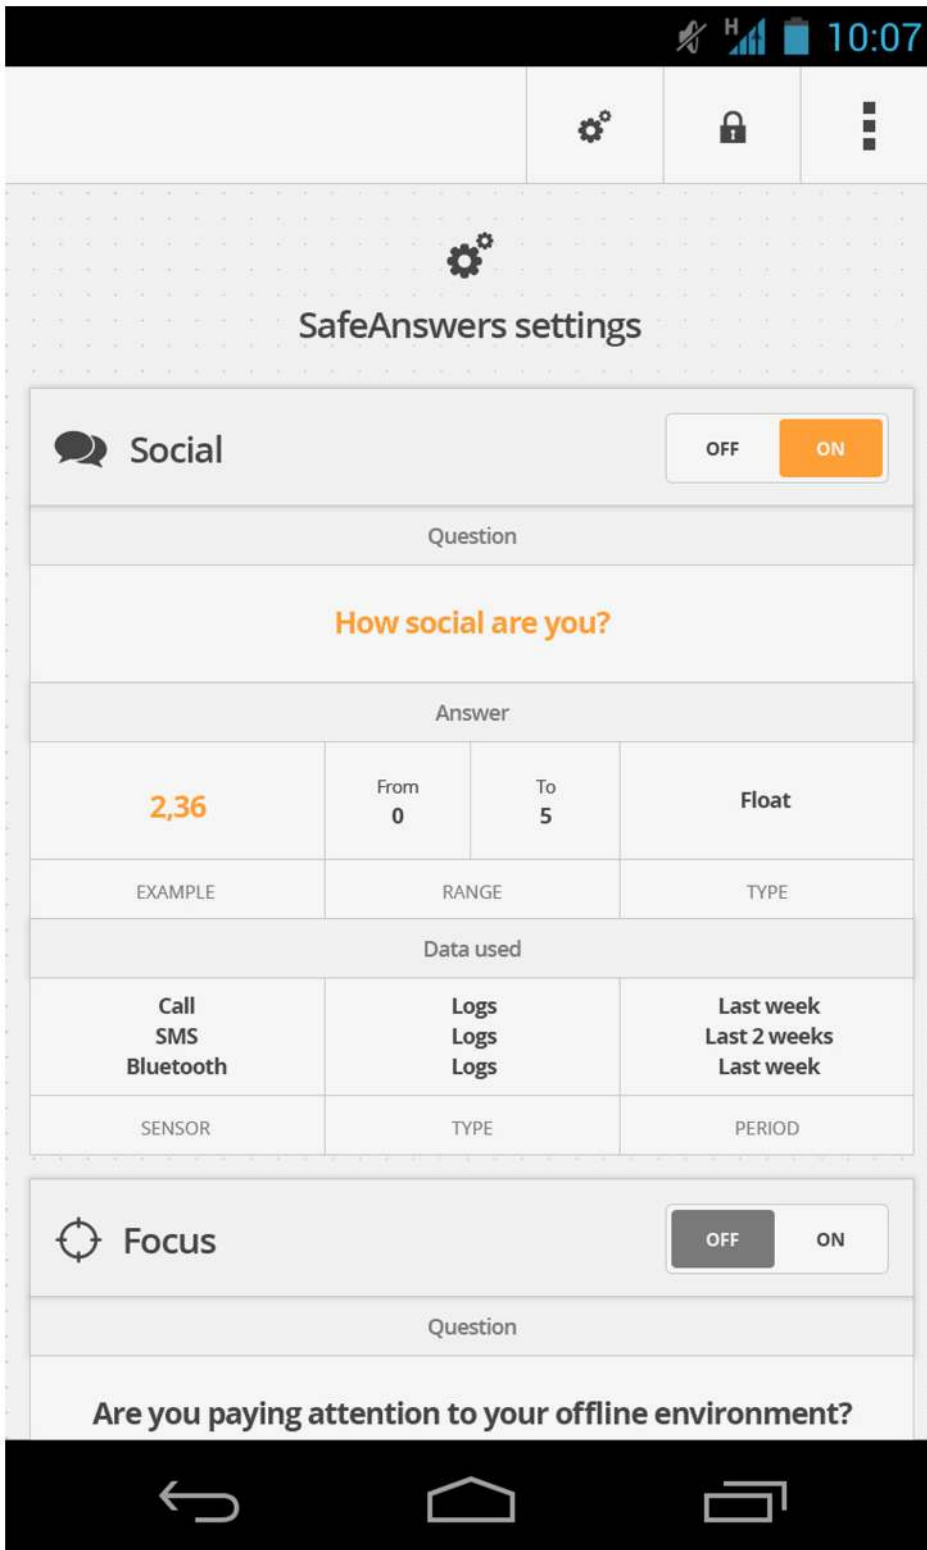 H 10:07
SafeAnswers settings
Social OFF ON
Question
How social are you?
Answer
2,36 From 0 To 5 Float
EXAMPLE RANGE TYPE
Data used
Call Logs Last week
SMS Logs Last 2 weeks
Bluetooth Logs Last week
SENSOR TYPE PERIOD
Focus OFF ON
Question
Are you paying attention to your offline environment?